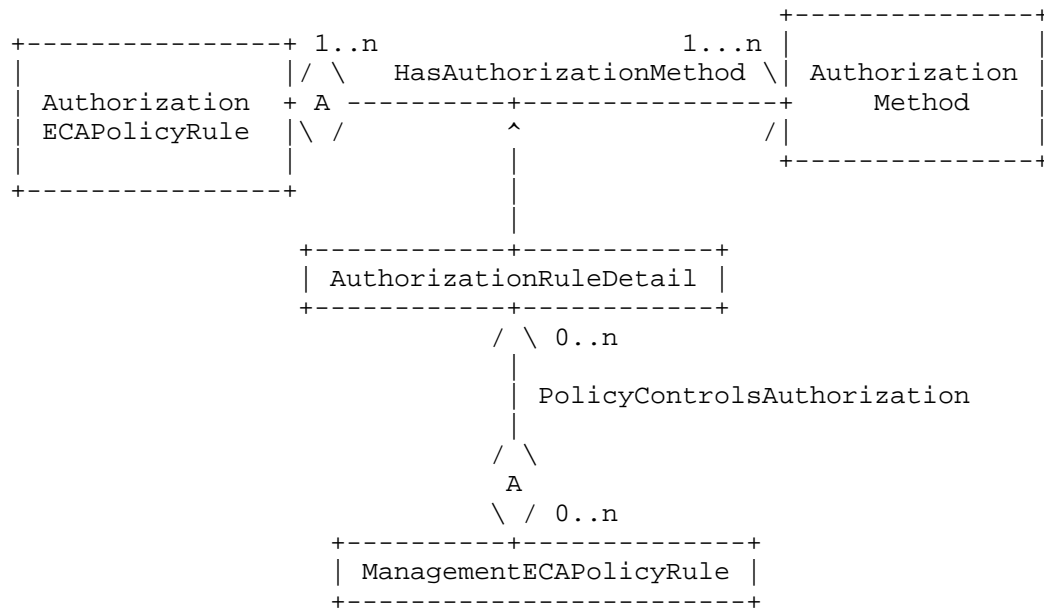 1..n 1...n
HasAuthorizationMethod Authorization
Authorization A Method
ECAPolicyRule
AuthorizationRuleDetail
0..n
PolicyControlsAuthorization
A
0..n
ManagementECAPolicyRule